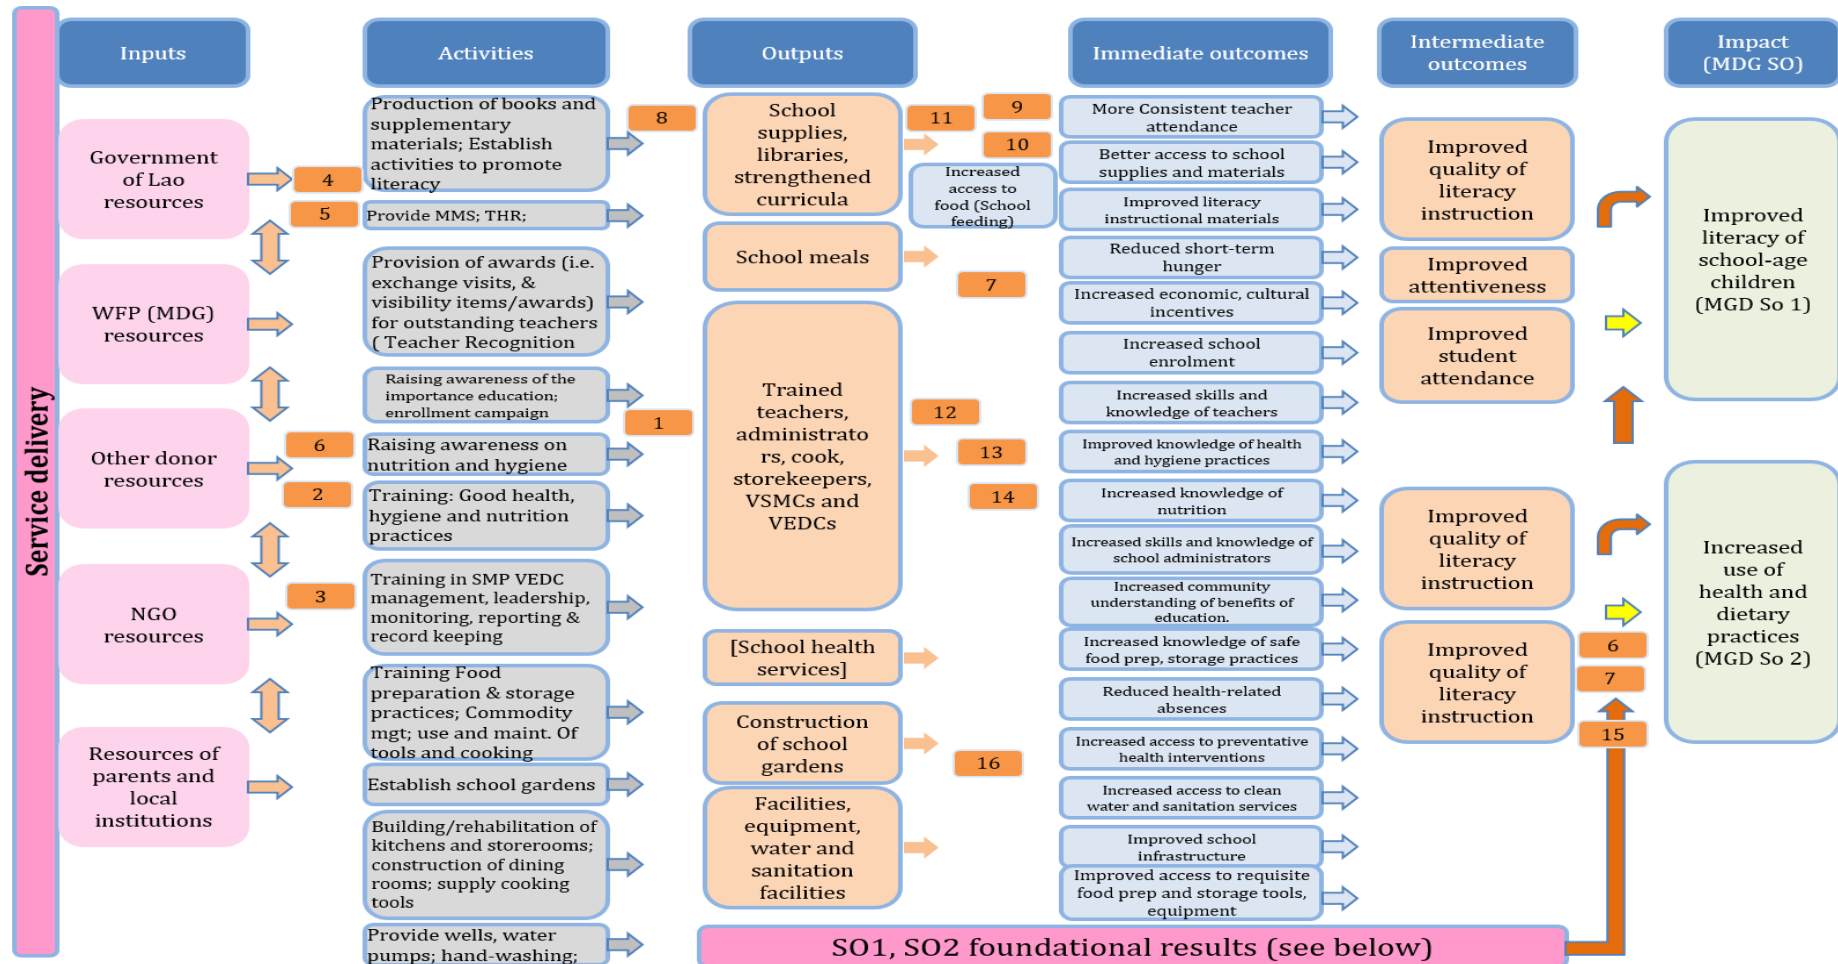 Service delivery
Inputs
Government
of Lao
resources
WFP (MDG)
resources
Other donor
resources
NGO
resources
Resources of
parents and
local
institutions
4
5
6
2
3
Activities
Production of books and
supplementary
materials; Establish
activities to promote
literacy
Provide MMS; THR;
Provision of awards (i.e.
exchange visits, &
visibility items/awards)
for outstanding teachers
( Teacher Recognition
Raising awareness of the
importance education;
enrollment campaign
Raising awareness on
nutrition and hygiene
Training: Good health,
hygiene and nutrition
practices
Training in SMP VEDC
management, leadership,
monitoring, reporting &
record keeping
Training Food
preparation & storage
practices; Commodity
mgt; use and maint. Of
tools and cooking
Establish school gardens
Building/rehabilitation of
kitchens and storerooms;
construction of dining
rooms; supply cooking
tools
Provide wells, water
pumps; hand-washing;
8
1
Outputs
School
supplies,
libraries,
strengthened
curricula
School meals
Trained
teachers,
administrato
rs, cook,
storekeepers,
VSMCs and
VEDCs
[School health
services]
Construction
of school
gardens
Facilities,
equipment,
water and
sanitation
facilities
11
9
10
Increased
access to
food (School
feeding)
7
12
13
14
16
Immediate outcomes
More Consistent teacher
attendance
Better access to school
supplies and materials
Improved literacy
instructional materials
Reduced short-term
hunger
Increased economic, cultural
incentives
Increased school
enrolment
Increased skills and
knowledge of teachers
Improved knowledge of health
and hygiene practices
Increased knowledge of
nutrition
Increased skills and knowledge of
school administrators
Increased community
understanding of benefits of
education.
Increased knowledge of safe
food prep, storage practices
Reduced health-related
absences
Increased access to preventative
health interventions
Increased access to clean
water and sanitation services
Improved school
infrastructure
Improved access to requisite
food prep and storage tools,
equipment
SO1, SO2 foundational results (see below)
Intermediate
outcomes
Improved
quality of
literacy
instruction
Improved
attentiveness
Improved
student
attendance
Improved
quality of
literacy
instruction
Improved
quality of
literacy
instruction
6
7
15
Impact
(MDG SO)
Improved
literacy of
school-age
children
(MGD So 1)
Increased
use of
health and
dietary
practices
(MGD So 2)